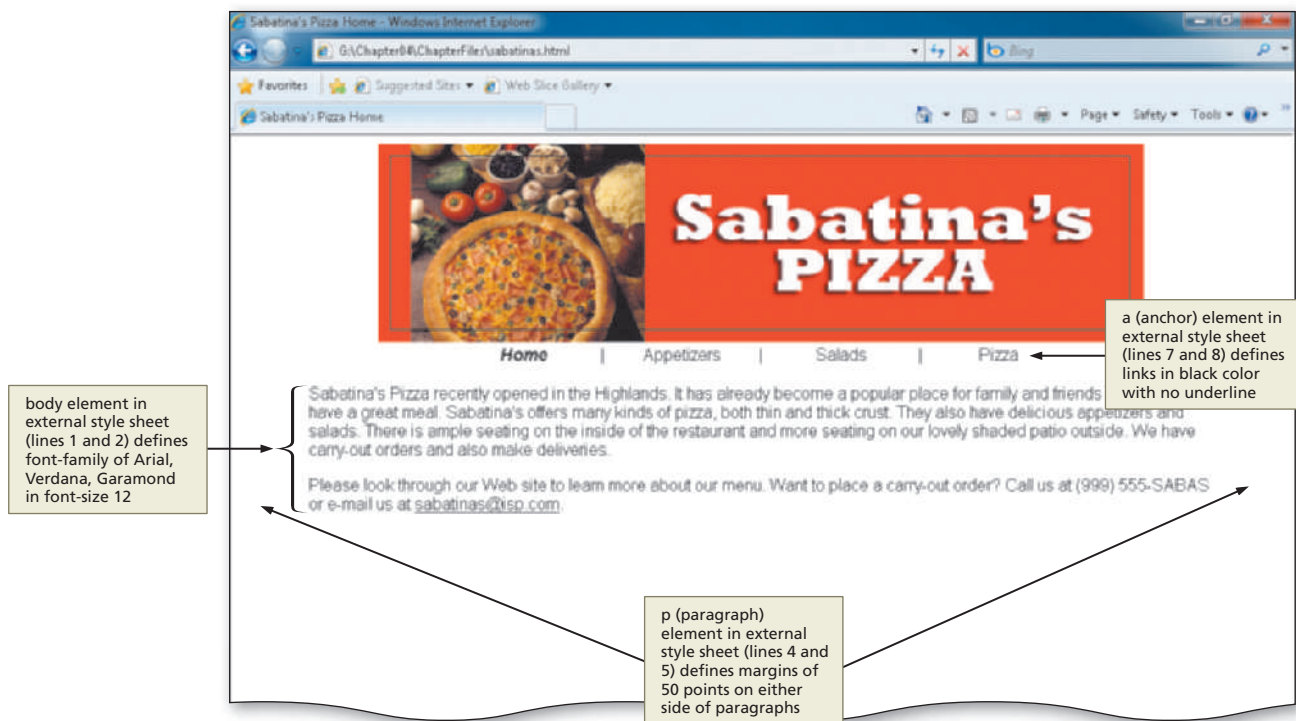 Sabatina's Pizza Home - Windows Internet Explorer
G:\Chapter04\ChapterFiles\sabatinas.html
Bing
Favorites
Suggested Sites
Web Slice Gallery
Sabatina's Pizza Home
Page
Safety
Tools
Sabatina's
PIZZA
Home | Appetizers | Salads | Pizza
a (anchor) element in
external style sheet
(lines 7 and 8) defines
links in black color
with no underline
body element in
external style sheet
(lines 1 and 2) defines
font-family of Arial,
Verdana, Garamond
in font-size 12
Sabatina's Pizza recently opened in the Highlands. It has already become a popular place for family and friends
have a great meal. Sabatina's offers many kinds of pizza, both thin and thick crust. They also have delicious appetizers and
salads. There is ample seating on the inside of the restaurant and more seating on our lovely shaded patio outside. We have
carry-out orders and also make deliveries.
Please look through our Web site to learn more about our menu. Want to place a carry-out order? Call us at (999) 555-SABAS
or e-mail us at sabatinas@isp.com.
p (paragraph)
element in external
style sheet (lines 4 and
5) defines margins of
50 points on either
side of paragraphs